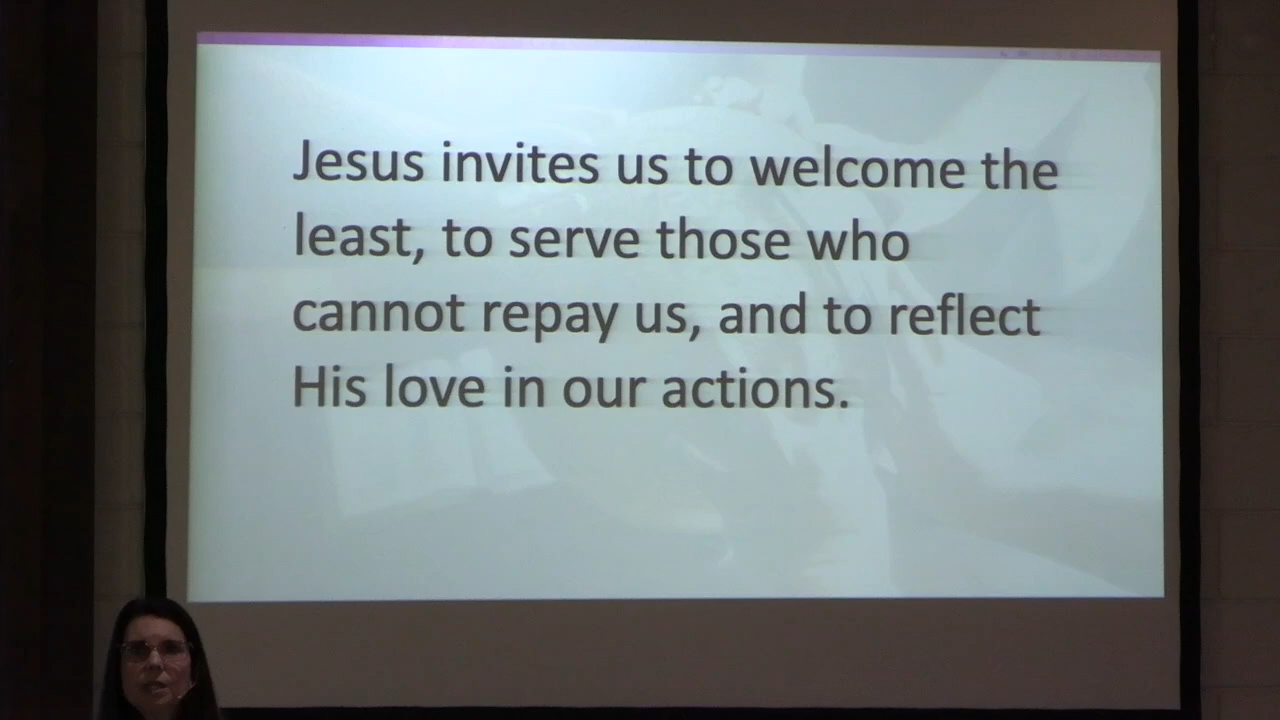 Jesus invites us to welcome the
least, to serve those who
cannot repay us, and to reflect
His love in our actions.